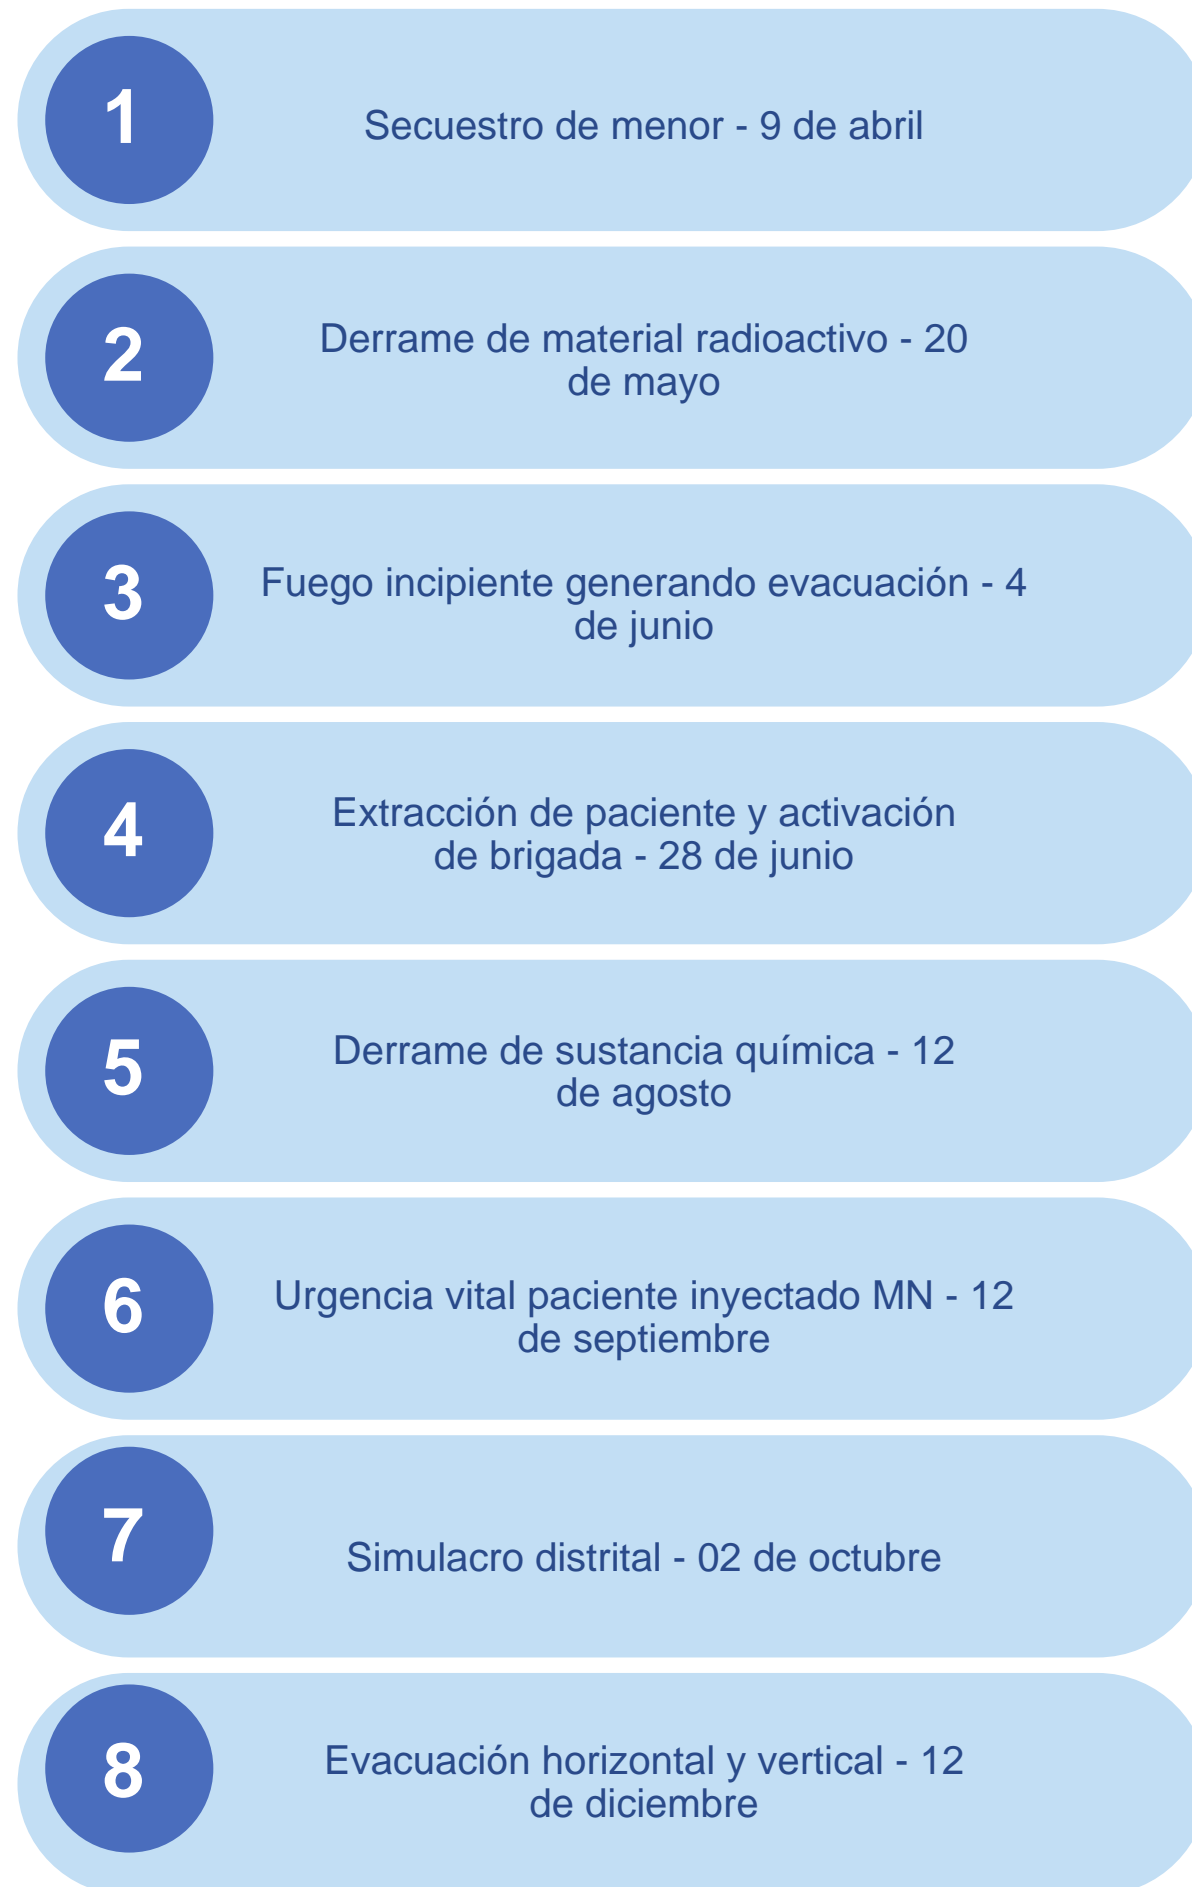 1
Secuestro de menor - 9 de abril
2
Derrame de material radioactivo - 20
de mayo
3
Fuego incipiente generando evacuación - 4
de junio
4
Extracción de paciente y activación
de brigada - 28 de junio
5
Derrame de sustancia química - 12
de agosto
6
Urgencia vital paciente inyectado MN - 12
de septiembre
7
Simulacro distrital - 02 de octubre
8
Evacuación horizontal y vertical - 12
de diciembre